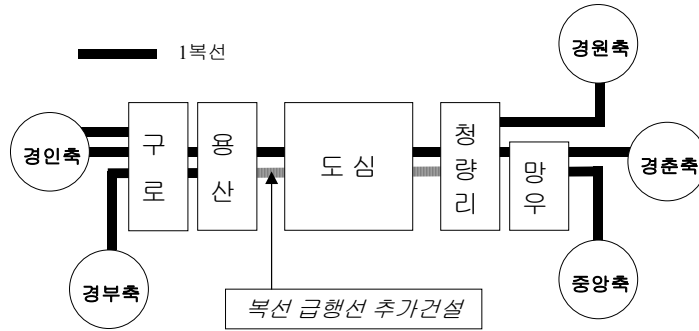 1복선
경원축
경인축
구로
용산
도심
청량리
망우
경춘축
경부축
중앙축
복선 급행선 추가건설